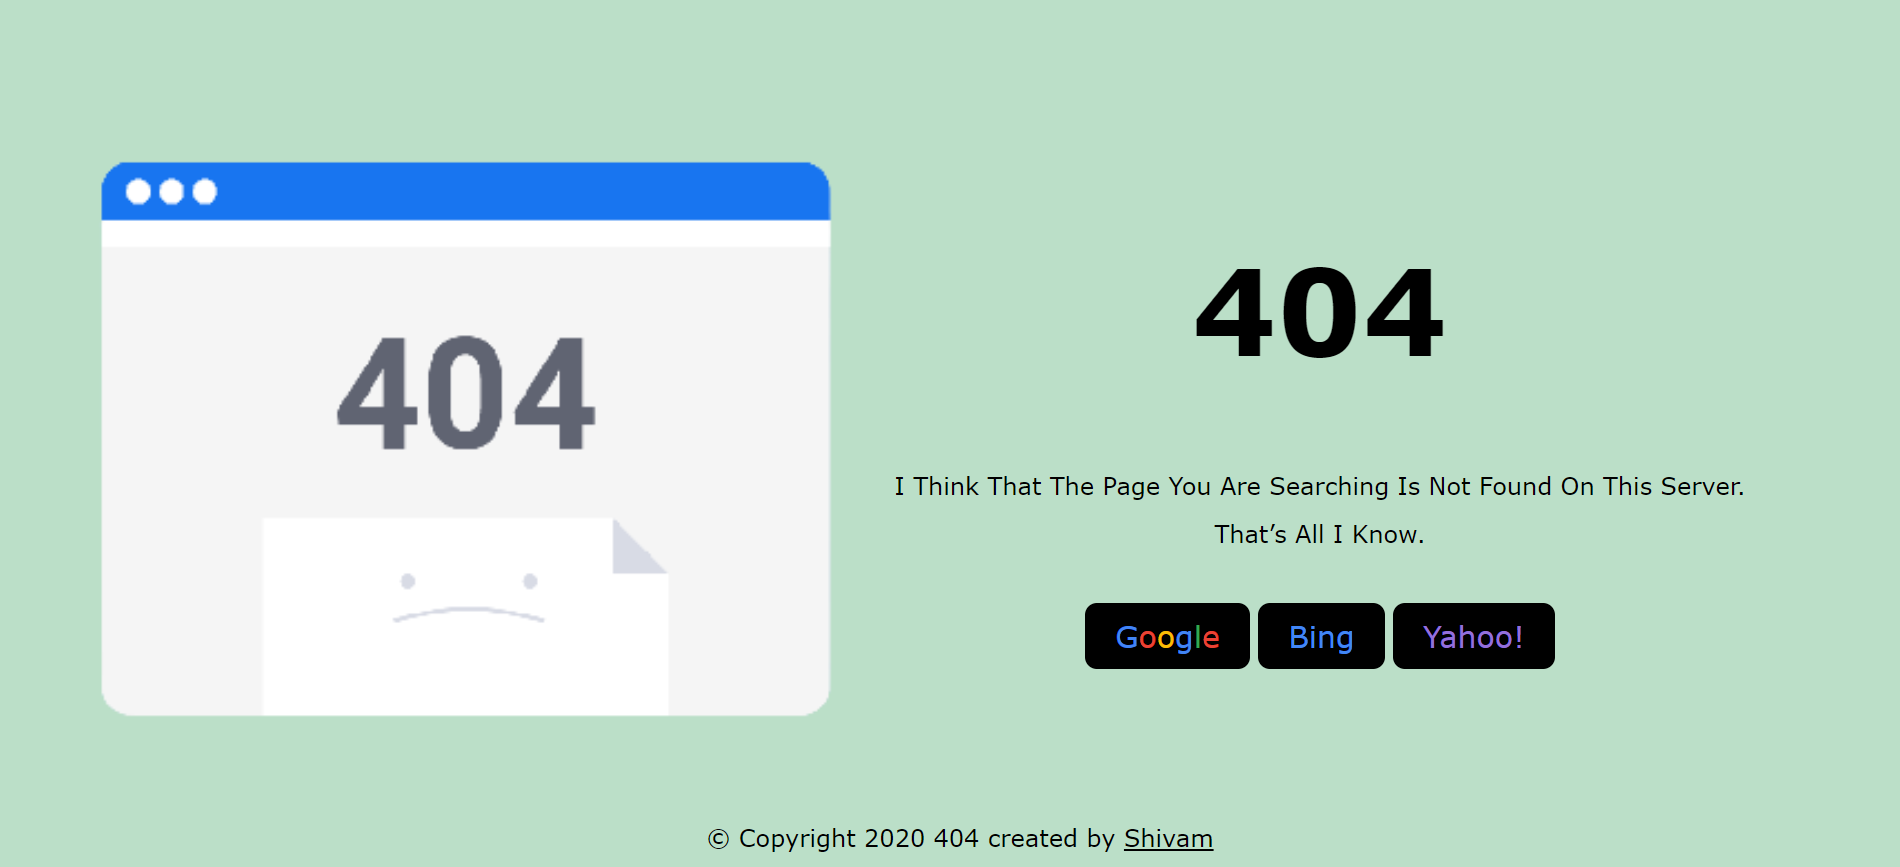 404
404
I Think That The Page You Are Searching Is Not Found On This Server.
That’s All I Know.
Google Bing Yahoo!
© Copyright 2020 404 created by Shivam